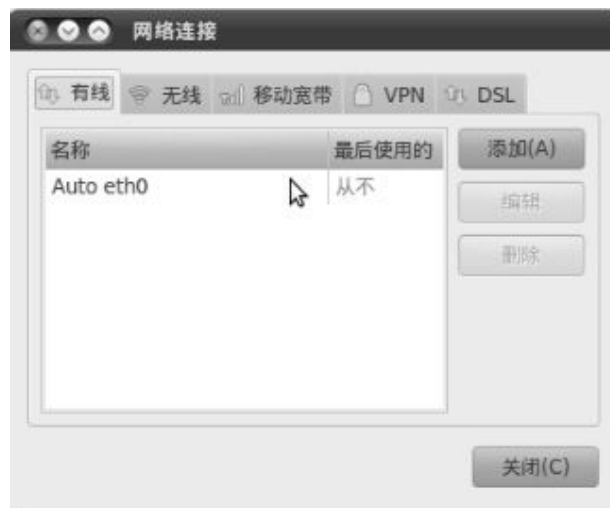 网络连接
有线 无线 移动宽带 VPN DSL
名称 最后使用的 添加(A)
Auto eth0 从不 编辑
删除
关闭(C)